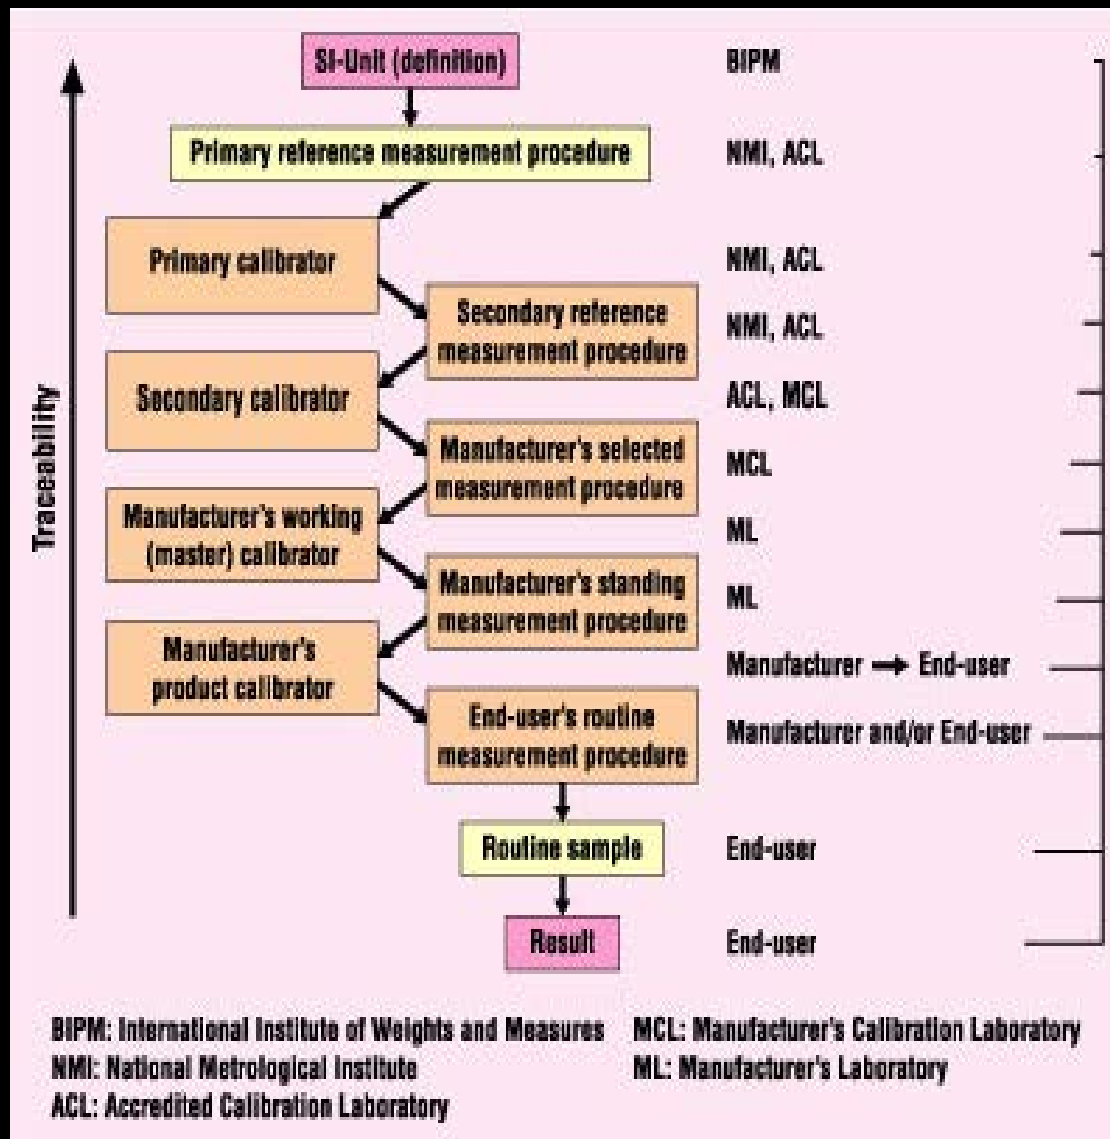 SI-Unit (definition)
BIPM
Primary reference measurement procedure
NMI, ACL
Primary calibrator
NMI, ACL
Secondary reference
measurement procedure
NMI, ACL
Secondary calibrator
ACL, MCL
Manufacturer's selected
measurement procedure
MCL
Manufacturer's working
(master) calibrator
ML
Manufacturer's standing
measurement procedure
ML
Manufacturer's
product calibrator
Manufacturer → End-user
End-user's routine
measurement procedure
Manufacturer and/or End-user
Routine sample
End-user
Result
End-user
Traceability
BIPM: International Institute of Weights and Measures
NMI: National Metrological Institute
ACL: Accredited Calibration Laboratory
MCL: Manufacturer's Calibration Laboratory
ML: Manufacturer's Laboratory